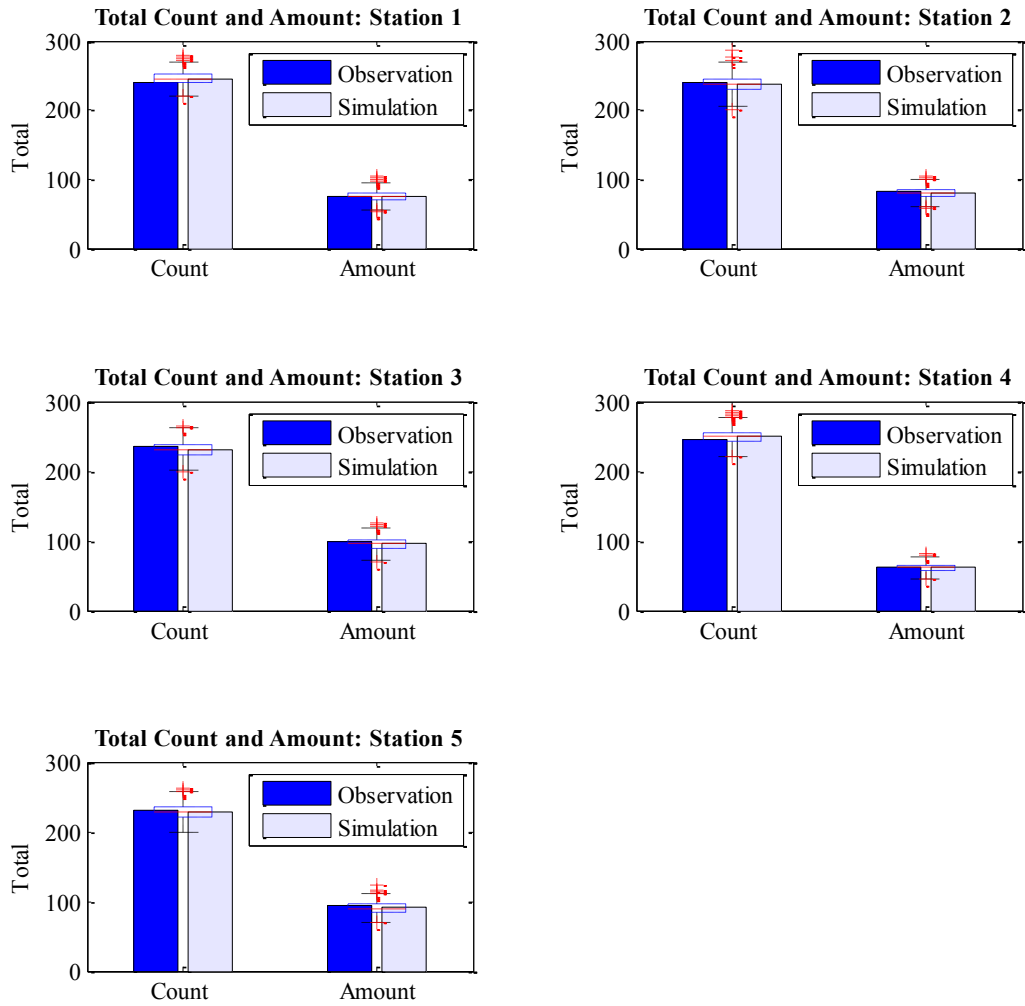 Total Count and Amount: Station 1
300
200
100
0
Total
Observation
Simulation
Count
Amount
Total Count and Amount: Station 2
300
200
100
0
Total
Observation
Simulation
Count
Amount
Total Count and Amount: Station 3
300
200
100
0
Total
Observation
Simulation
Count
Amount
Total Count and Amount: Station 4
300
200
100
0
Total
Observation
Simulation
Count
Amount
Total Count and Amount: Station 5
300
200
100
0
Total
Observation
Simulation
Count
Amount